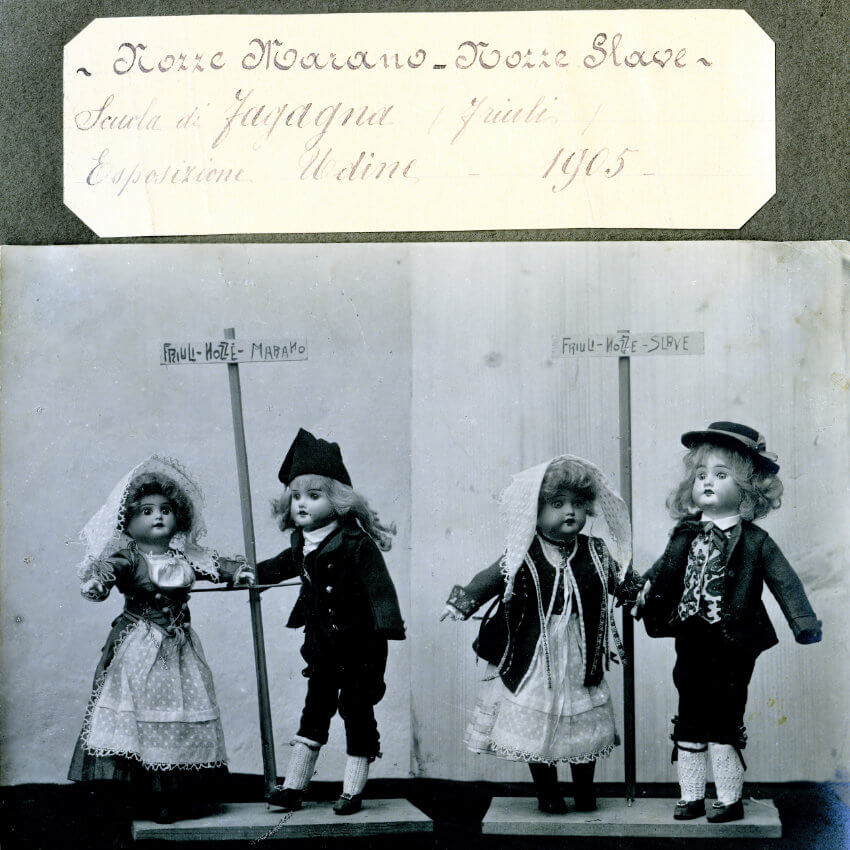 ~ Nozze Marano - Nozze Slave ~
Scuola di Fagagna (Friuli)
Esposizione Udine - 1905 -
FRIULI-NOZZE-MARANO
FRIULI-NOZZE-SLAVE